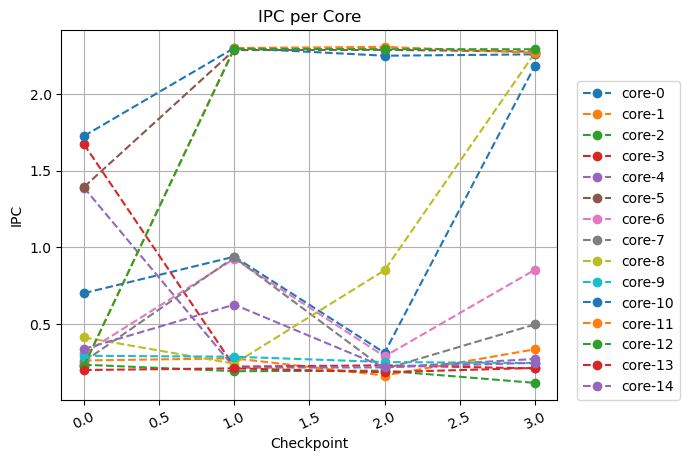 IPC per Core
IPC
2.0
1.5
1.0
0.5
0.0
0.5
1.0
1.5
2.0
2.5
3.0
Checkpoint
core-0
core-1
core-2
core-3
core-4
core-5
core-6
core-7
core-8
core-9
core-10
core-11
core-12
core-13
core-14